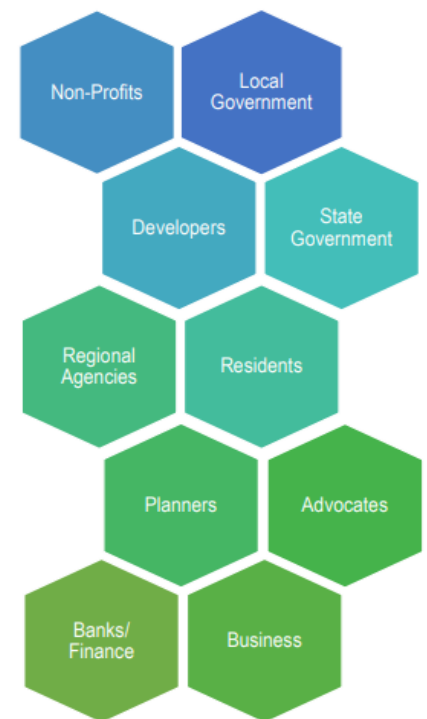 Non-Profits
Local
Government
Developers
State
Government
Regional
Agencies
Residents
Planners
Advocates
Banks/
Finance
Business